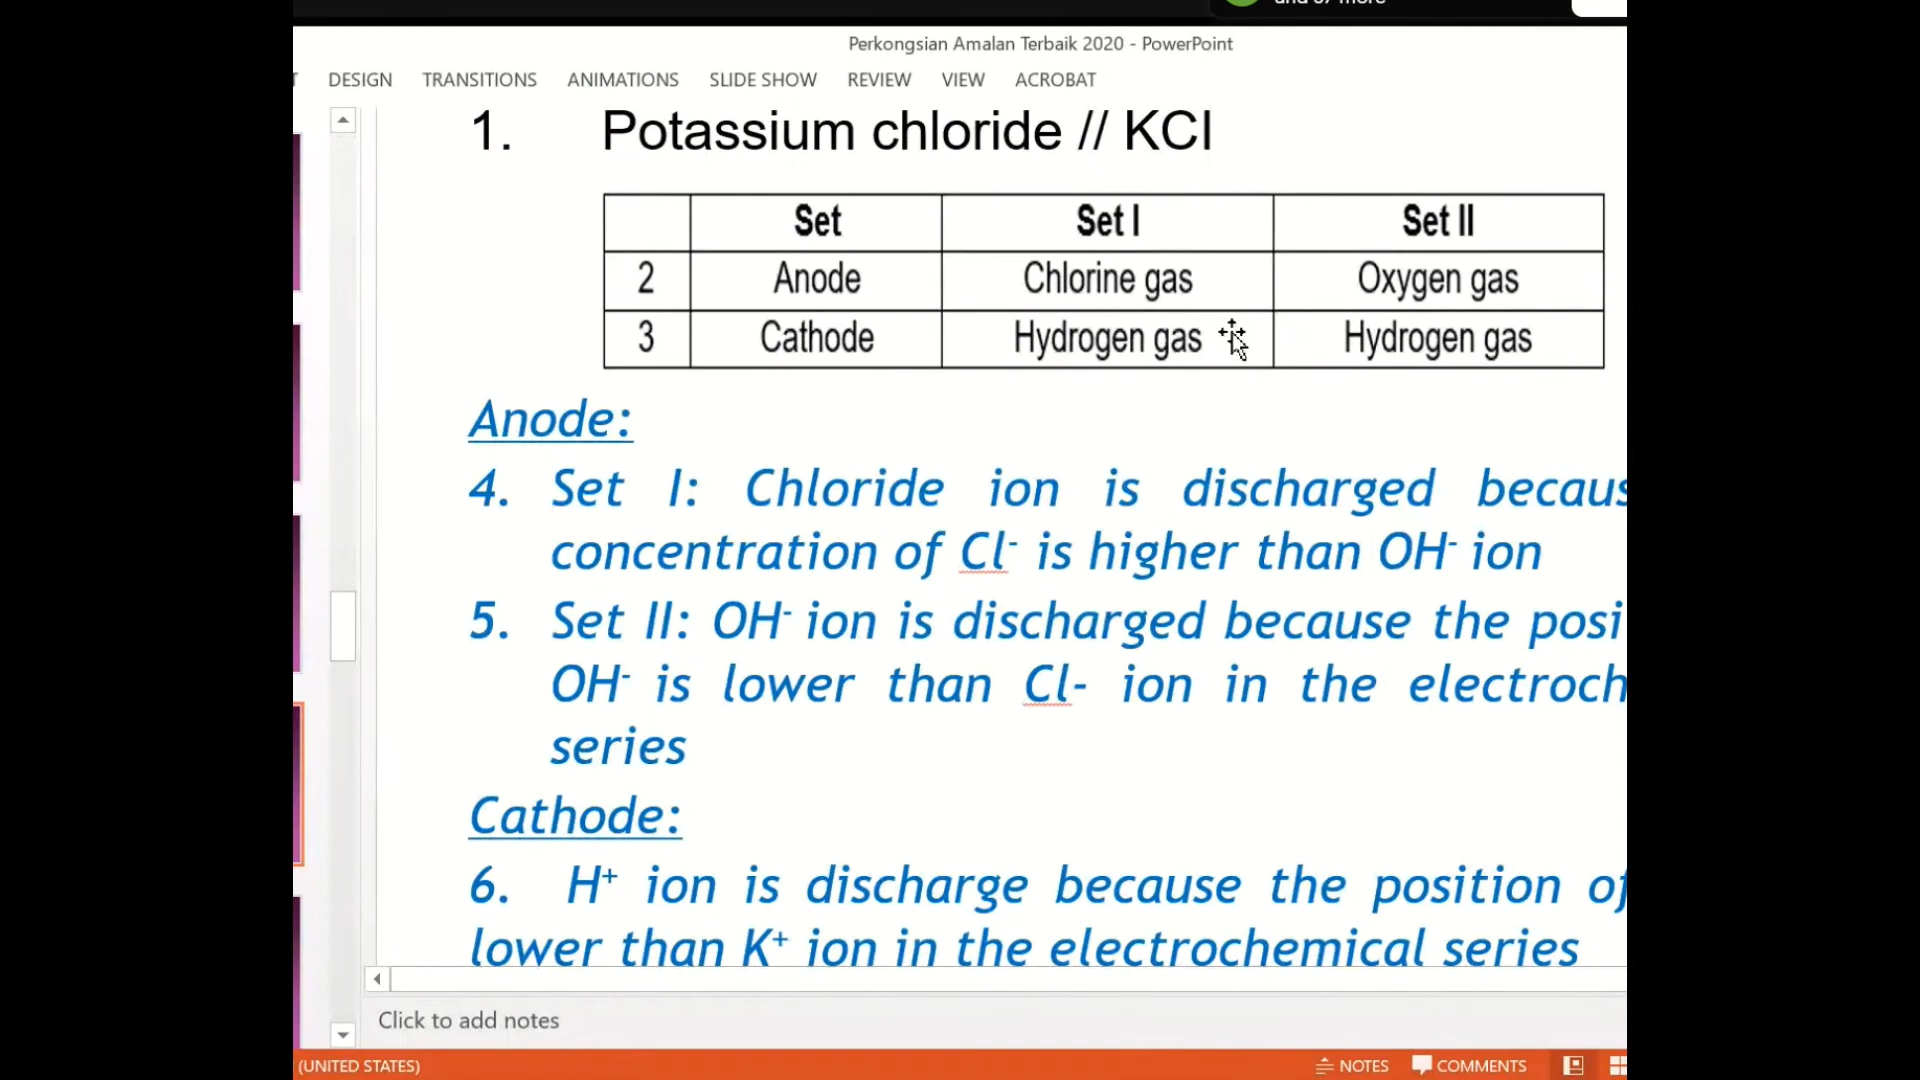 Perkongsian Amalan Terbaik 2020 - PowerPoint
DESIGN TRANSITIONS ANIMATIONS SLIDE SHOW REVIEW VIEW ACROBAT
1. Potassium chloride // KCl
Set Set I Set II
2 Anode Chlorine gas Oxygen gas
3 Cathode Hydrogen gas Hydrogen gas
Anode:
4. Set I: Chloride ion is discharged becaus
concentration of Cl⁻ is higher than OH⁻ ion
5. Set II: OH⁻ ion is discharged because the posi
OH⁻ is lower than Cl- ion in the electroch
series
Cathode:
6. H⁺ ion is discharge because the position of
lower than K⁺ ion in the electrochemical series
Click to add notes
(UNITED STATES) NOTES COMMENTS